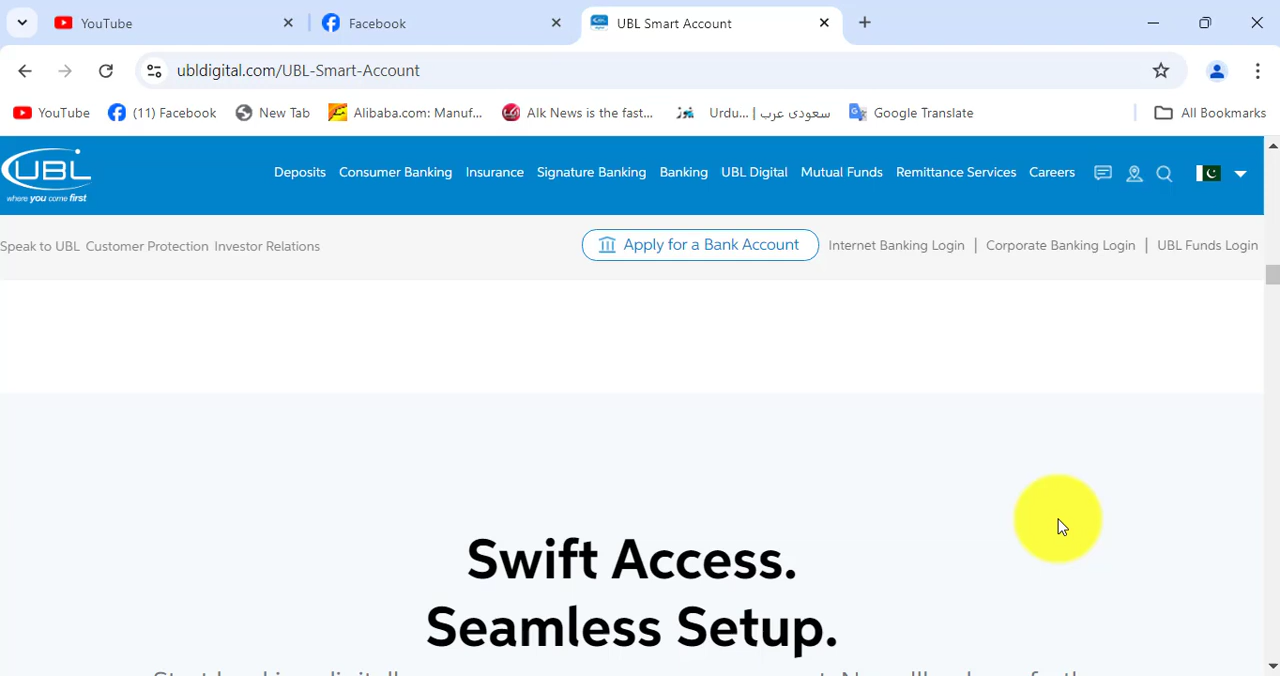 YouTube
Facebook
UBL Smart Account
ubldigital.com/UBL-Smart-Account
YouTube
(11) Facebook
New Tab
Alibaba.com: Manuf...
Alk News is the fast...
Urdu... | سعودی عرب
Google Translate
All Bookmarks
UBL
where you come first
Deposits
Consumer Banking
Insurance
Signature Banking
Banking
UBL Digital
Mutual Funds
Remittance Services
Careers
Speak to UBL
Customer Protection
Investor Relations
Apply for a Bank Account
Internet Banking Login |
Corporate Banking Login |
UBL Funds Login
Swift Access.
Seamless Setup.